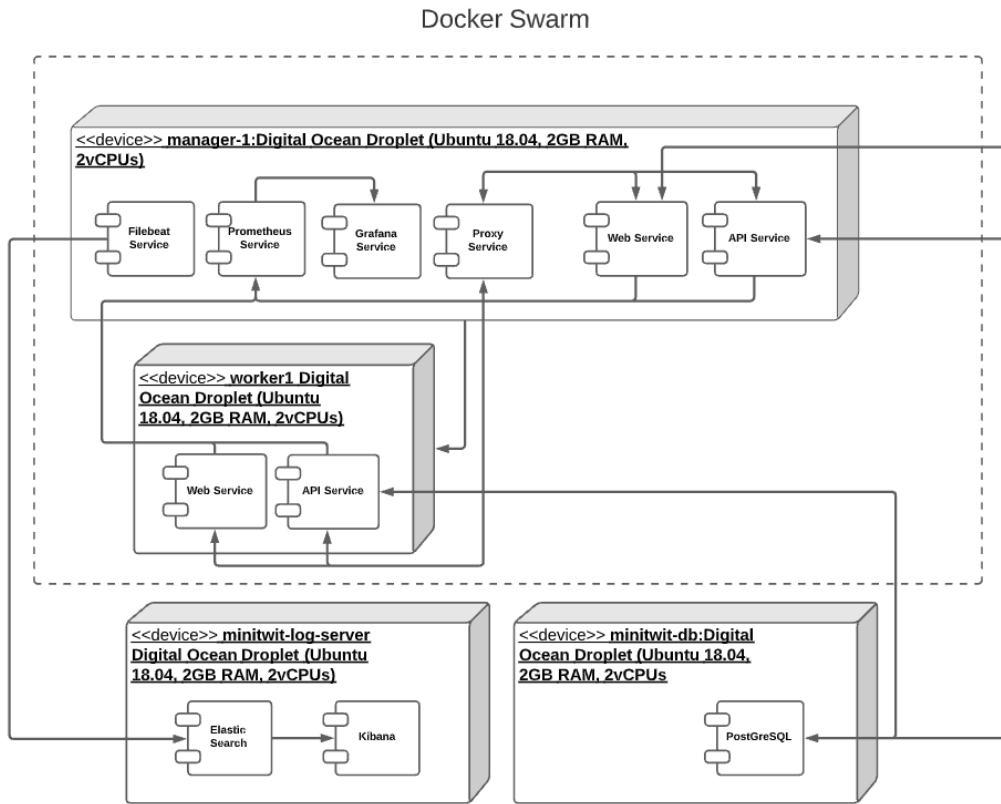 Docker Swarm
<<device>> manager-1:Digital Ocean Droplet (Ubuntu 18.04, 2GB RAM,
2vCPUs)
Filebeat
Service
Prometheus
Service
Grafana
Service
Proxy
Service
Web Service
API Service
<<device>> worker1 Digital
Ocean Droplet (Ubuntu
18.04, 2GB RAM, 2vCPUs)
Web Service
API Service
<<device>> minitwit-log-server
Digital Ocean Droplet (Ubuntu
18.04, 2GB RAM, 2vCPUs)
Elastic
Search
Kibana
<<device>> minitwit-db:Digital
Ocean Droplet (Ubuntu 18.04,
2GB RAM, 2vCPUs
PostGreSQL